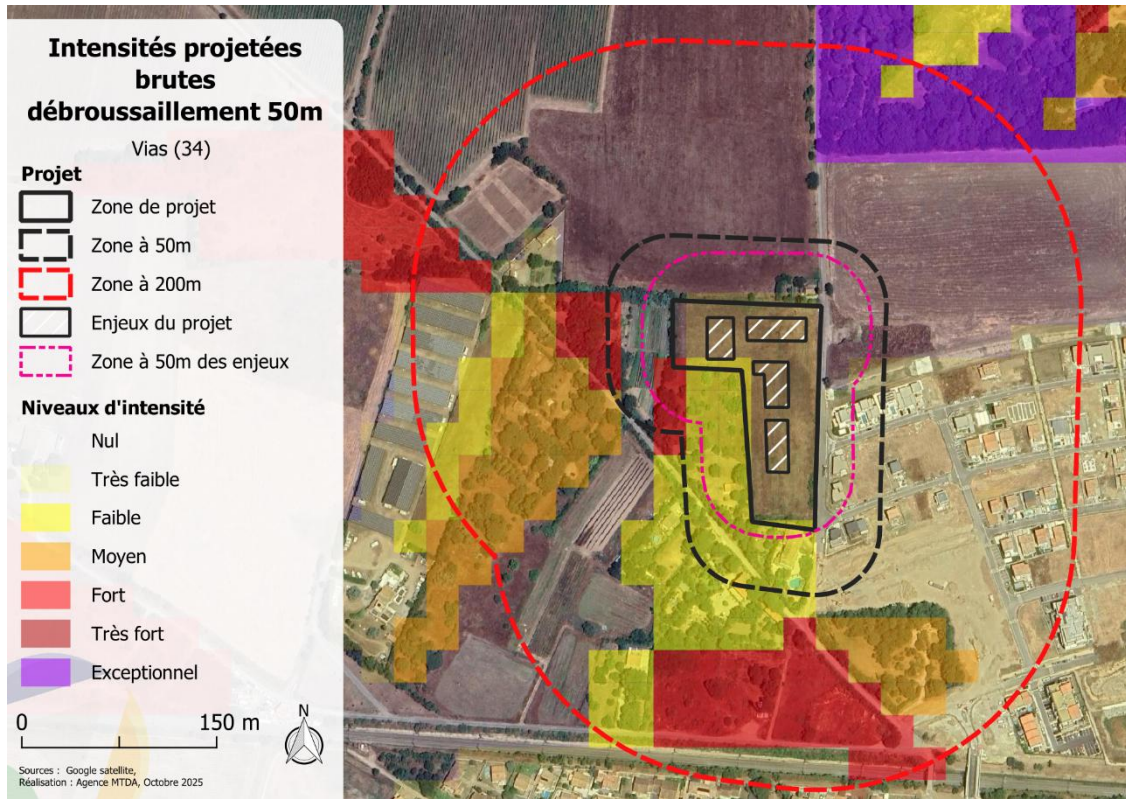 Intensités projetées
brutes
débroussaillement 50m
Vias (34)
Projet
Zone de projet
Zone à 50m
Zone à 200m
Enjeux du projet
Zone à 50m des enjeux
Niveaux d'intensité
Nul
Très faible
Faible
Moyen
Fort
Très fort
Exceptionnel
0 150 m
N
Sources : Google satellite,
Réalisation : Agence MTDA, Octobre 2025